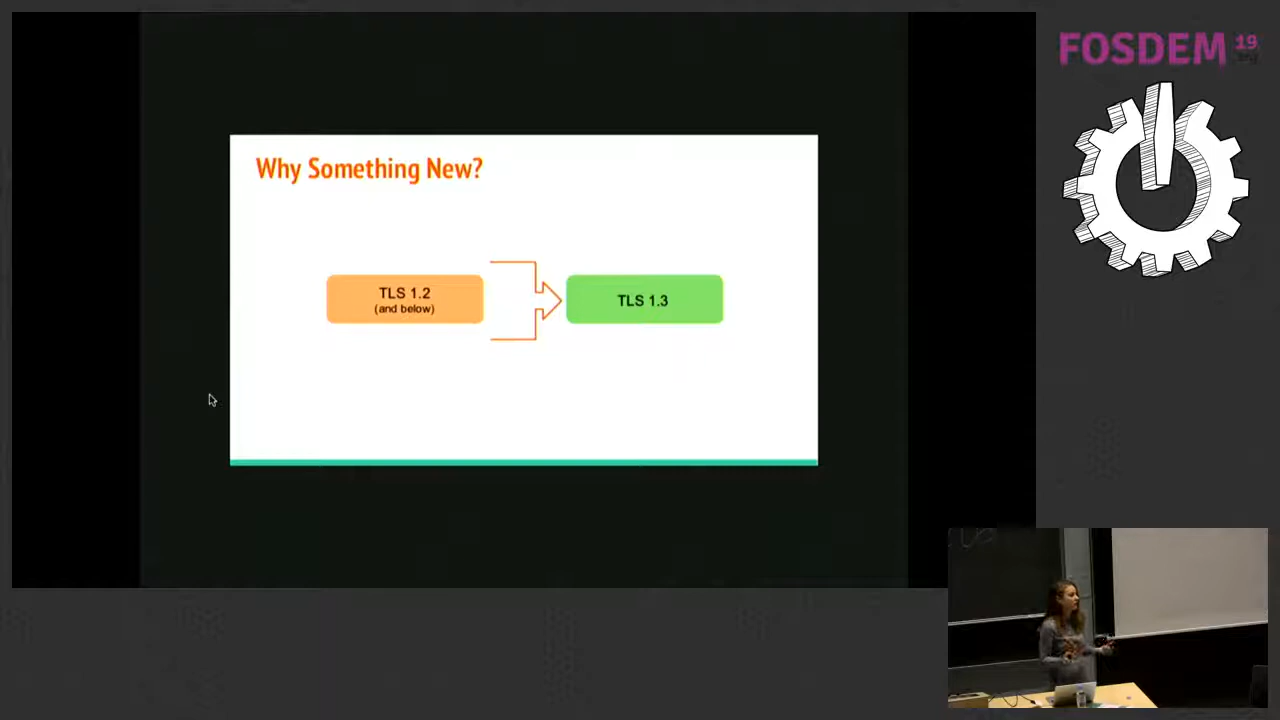 FOSDEM 19
Why Something New?
TLS 1.2
(and below)
TLS 1.3